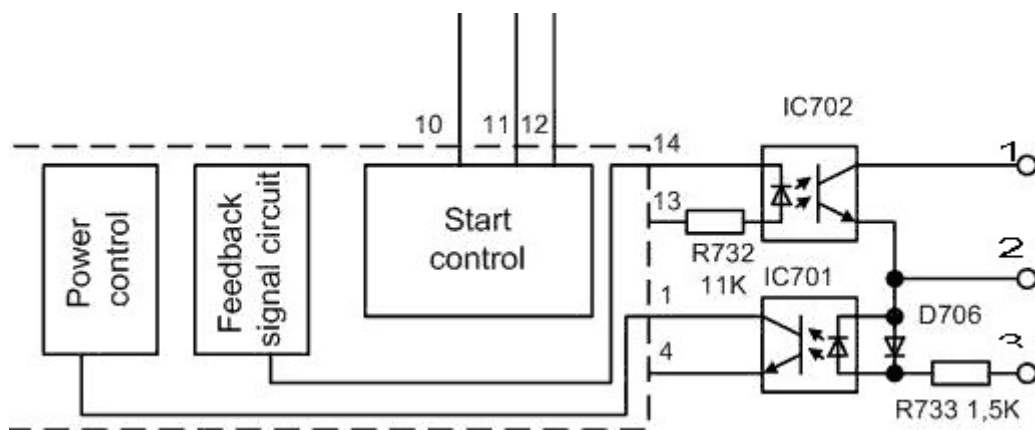 10
11
12
IC702
14
1
Power
control
Feedback
signal circuit
Start
control
13
R732
11K
IC701
2
1
D706
3
4
R733 1,5K